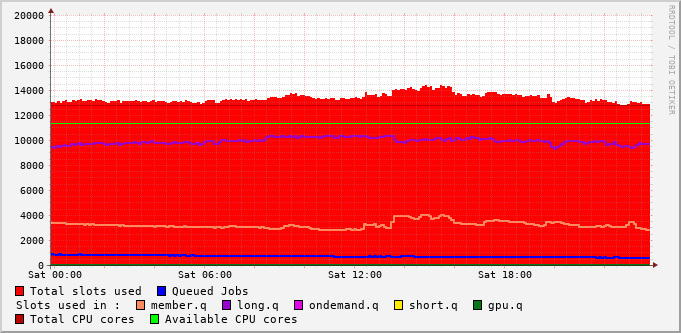 20000
18000
16000
14000
12000
10000
8000
6000
4000
2000
0
Sat 00:00 Sat 06:00 Sat 12:00 Sat 18:00
RRDTOOL / TOBI OETIKER
Total slots used Queued Jobs
Slots used in : member.q long.q ondemand.q short.q gpu.q
Total CPU cores Available CPU cores